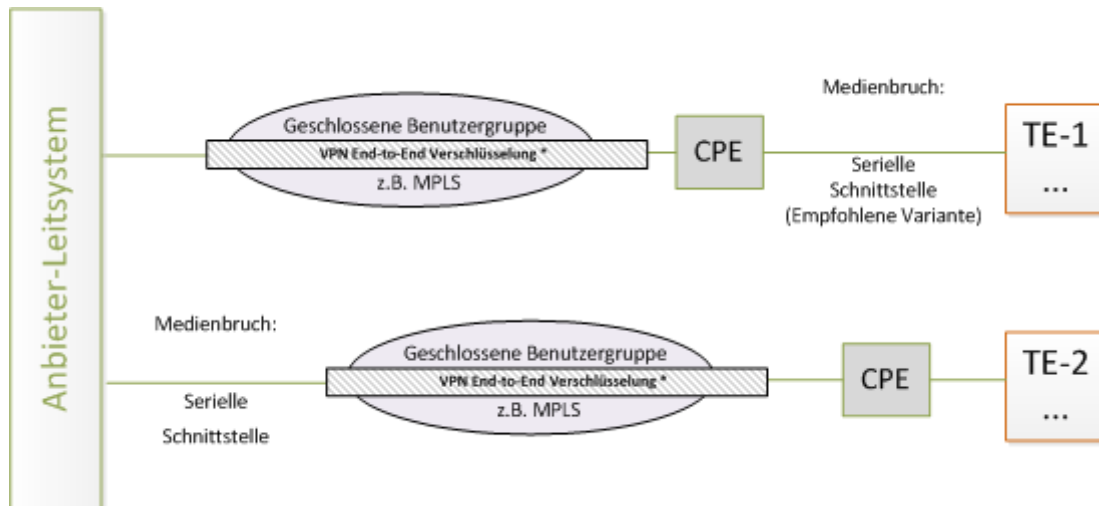 Anbieter-Leitsystem
Geschlossene Benutzergruppe
VPN End-to-End Verschlüsselung *
z.B. MPLS
CPE
Medienbruch:
Serielle
Schnittstelle
(Empfohlene Variante)
TE-1
...
Medienbruch:
Serielle
Schnittstelle
Geschlossene Benutzergruppe
VPN End-to-End Verschlüsselung *
z.B. MPLS
CPE
TE-2
...